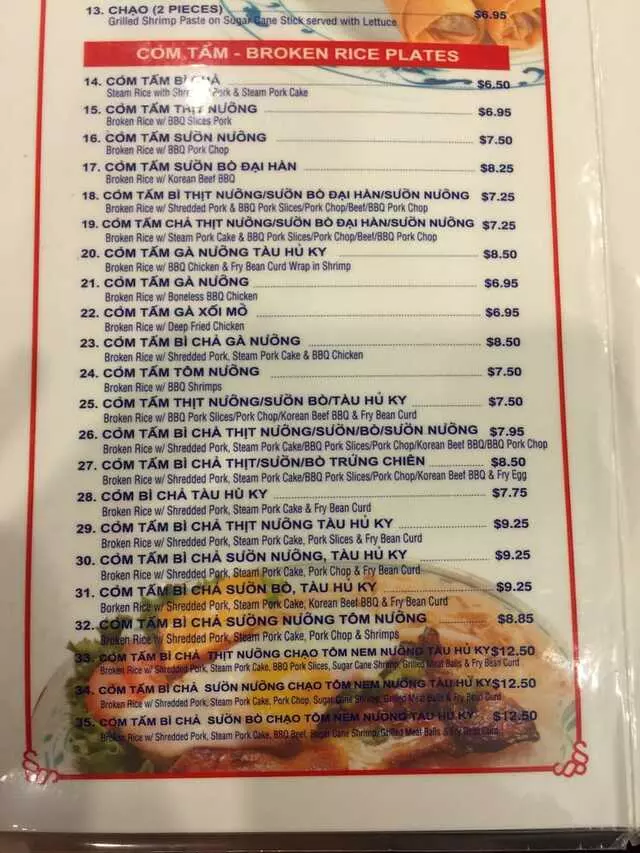 13. CHẠO (2 PIECES) $6.95
Grilled Shrimp Paste on Sugar Cane Stick served with Lettuce
CƠM TẤM - BROKEN RICE PLATES
14. CƠM TẤM BÌ CHẢ $6.50
Steam Rice with Shredded Pork & Steam Pork Cake
15. CƠM TẤM THỊT NƯỚNG $6.95
Broken Rice w/ BBQ Slices Pork
16. CƠM TẤM SƯỜN NƯỚNG $7.50
Broken Rice w/ BBQ Pork Chop
17. CƠM TẤM SƯỜN BÒ ĐẠI HÀN $8.25
Broken Rice w/ Korean Beef BBQ
18. CƠM TẤM BÌ THỊT NƯỚNG/SƯỜN BÒ ĐẠI HÀN/SƯỜN NƯỚNG $7.25
Broken Rice w/ Shredded Pork & BBQ Pork Slices/Pork Chop/Beef/BBQ Pork Chop
19. CƠM TẤM CHẢ THỊT NƯỚNG/SƯỜN BÒ ĐẠI HÀN/SƯỜN NƯỚNG $7.25
Broken Rice w/ Steam Pork Cake & BBQ Pork Slices/Pork Chop/Beef/BBQ Pork Chop
20. CƠM TẤM GÀ NƯỚNG TÀU HỦ KY $8.50
Broken Rice w/ BBQ Chicken & Fry Bean Curd Wrap in Shrimp
21. CƠM TẤM GÀ NƯỚNG $6.95
Broken Rice w/ Boneless BBQ Chicken
22. CƠM TẤM GÀ XỐI MỠ $6.95
Broken Rice w/ Deep Fried Chicken
23. CƠM TẤM BÌ CHẢ GÀ NƯỚNG $8.50
Broken Rice w/ Shredded Pork, Steam Pork Cake & BBQ Chicken
24. CƠM TẤM TÔM NƯỚNG $7.50
Broken Rice w/ BBQ Shrimps
25. CƠM TẤM THỊT NƯỚNG/SƯỜN BÒ/TÀU HỦ KY $7.50
Broken Rice w/ BBQ Pork Slices/Pork Chop/Korean Beef BBQ & Fry Bean Curd
26. CƠM TẤM BÌ CHẢ THỊT NƯỚNG/SƯỜN/BÒ/SƯỜN NƯỚNG $7.95
Broken Rice w/ Shredded Pork, Steam Pork Cake/BBQ Pork Slices/Pork Chop/Korean Beef BBQ/BBQ Pork Chop
27. CƠM TẤM BÌ CHẢ THỊT/SƯỜN/BÒ TRỨNG CHIÊN $8.50
Broken Rice w/ Shredded Pork, Steam Pork Cake/BBQ Pork Slices/Pork Chop/Korean Beef BBQ & Fry Egg
28. CƠM BÌ CHẢ TÀU HỦ KY $7.75
Broken Rice w/ Shredded Pork, Steam Pork Cake & Fry Bean Curd
29. CƠM TẤM BÌ CHẢ THỊT NƯỚNG TÀU HỦ KY $9.25
Broken Rice w/ Shredded Pork, Steam Pork Cake, Pork Slices & Fry Bean Curd
30. CƠM TẤM BÌ CHẢ SƯỜN NƯỚNG, TÀU HỦ KY $9.25
Broken Rice w/ Shredded Pork, Steam Pork Cake, Pork Chop & Fry Bean Curd
31. CƠM TẤM BÌ CHẢ SƯỜN BÒ, TÀU HỦ KY $9.25
Borken Rice w/ Shredded Pork, Steam Pork Cake, Korean Beef BBQ & Fry Bean Curd
32. CƠM TẤM BÌ CHẢ SƯỜNG NƯỚNG TÔM NƯỚNG $8.85
Broken Rice w/ Shredded Pork, Steam Pork Cake, Pork Chop & Shrimps
33. CƠM TẤM BÌ CHẢ THỊT NƯỚNG CHẠO TÔM NEM NƯỚNG TÀU HỦ KY $12.50
Broken Rice w/ Shredded Pork, Steam Pork Cake, BBQ Pork Slices, Sugar Cane Shrimp, Grilled Meat Balls & Fry Bean Curd
34. CƠM TẤM BÌ CHẢ SƯỜN NƯỚNG CHẠO TÔM NEM NƯỚNG TÀU HỦ KY $12.50
Broken Rice w/ Shredded Pork, Steam Pork Cake, Pork Chop, Sugar Cane Shrimp, Grilled Meat Balls & Fry Bean Curd
35. CƠM TẤM BÌ CHẢ SƯỜN BÒ CHẠO TÔM NEM NƯỚNG TÀU HỦ KY $12.50
Broken Rice w/ Shredded Pork, Steam Pork Cake, BBQ Beef, Sugar Cane Shrimp/Grilled Meat Balls & Fry Bean Curd